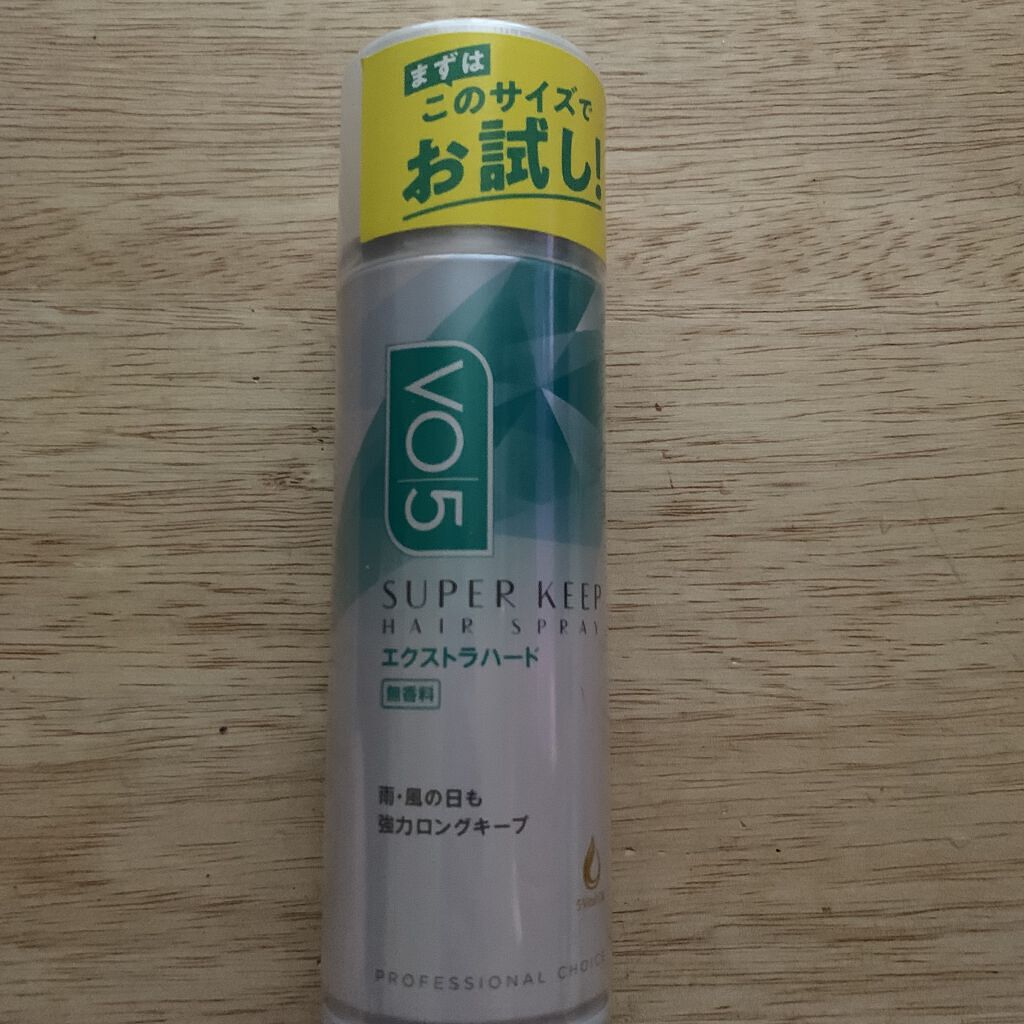 まずは
このサイズで
お試し!
VO5
SUPER KEEP
HAIR SPRAY
エクストラハード
無香料
雨・風の日も
強力ロングキープ
PROFESSIONAL CHOICE